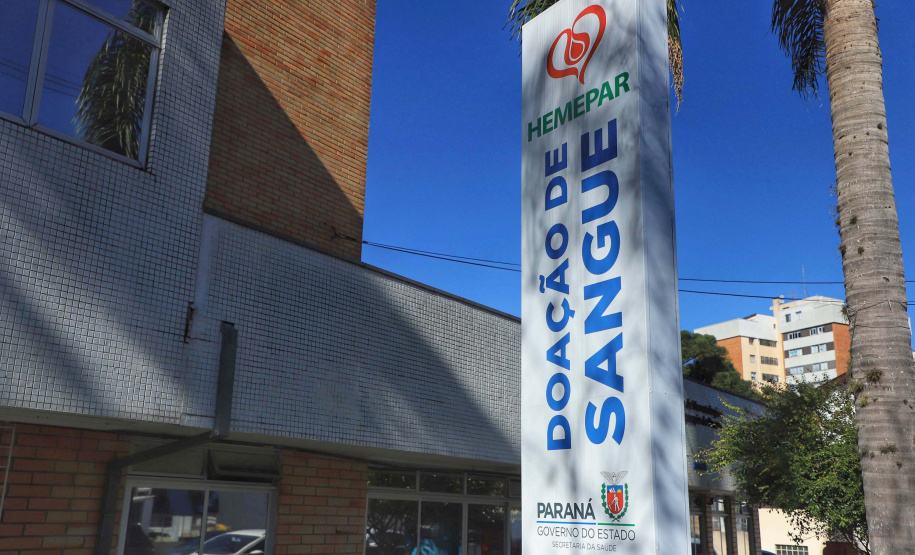 HEMEPAR
DOAÇÃO DE
SANGUE
PARANÁ
GOVERNO DO ESTADO
SECRETARIA DA SAÚDE